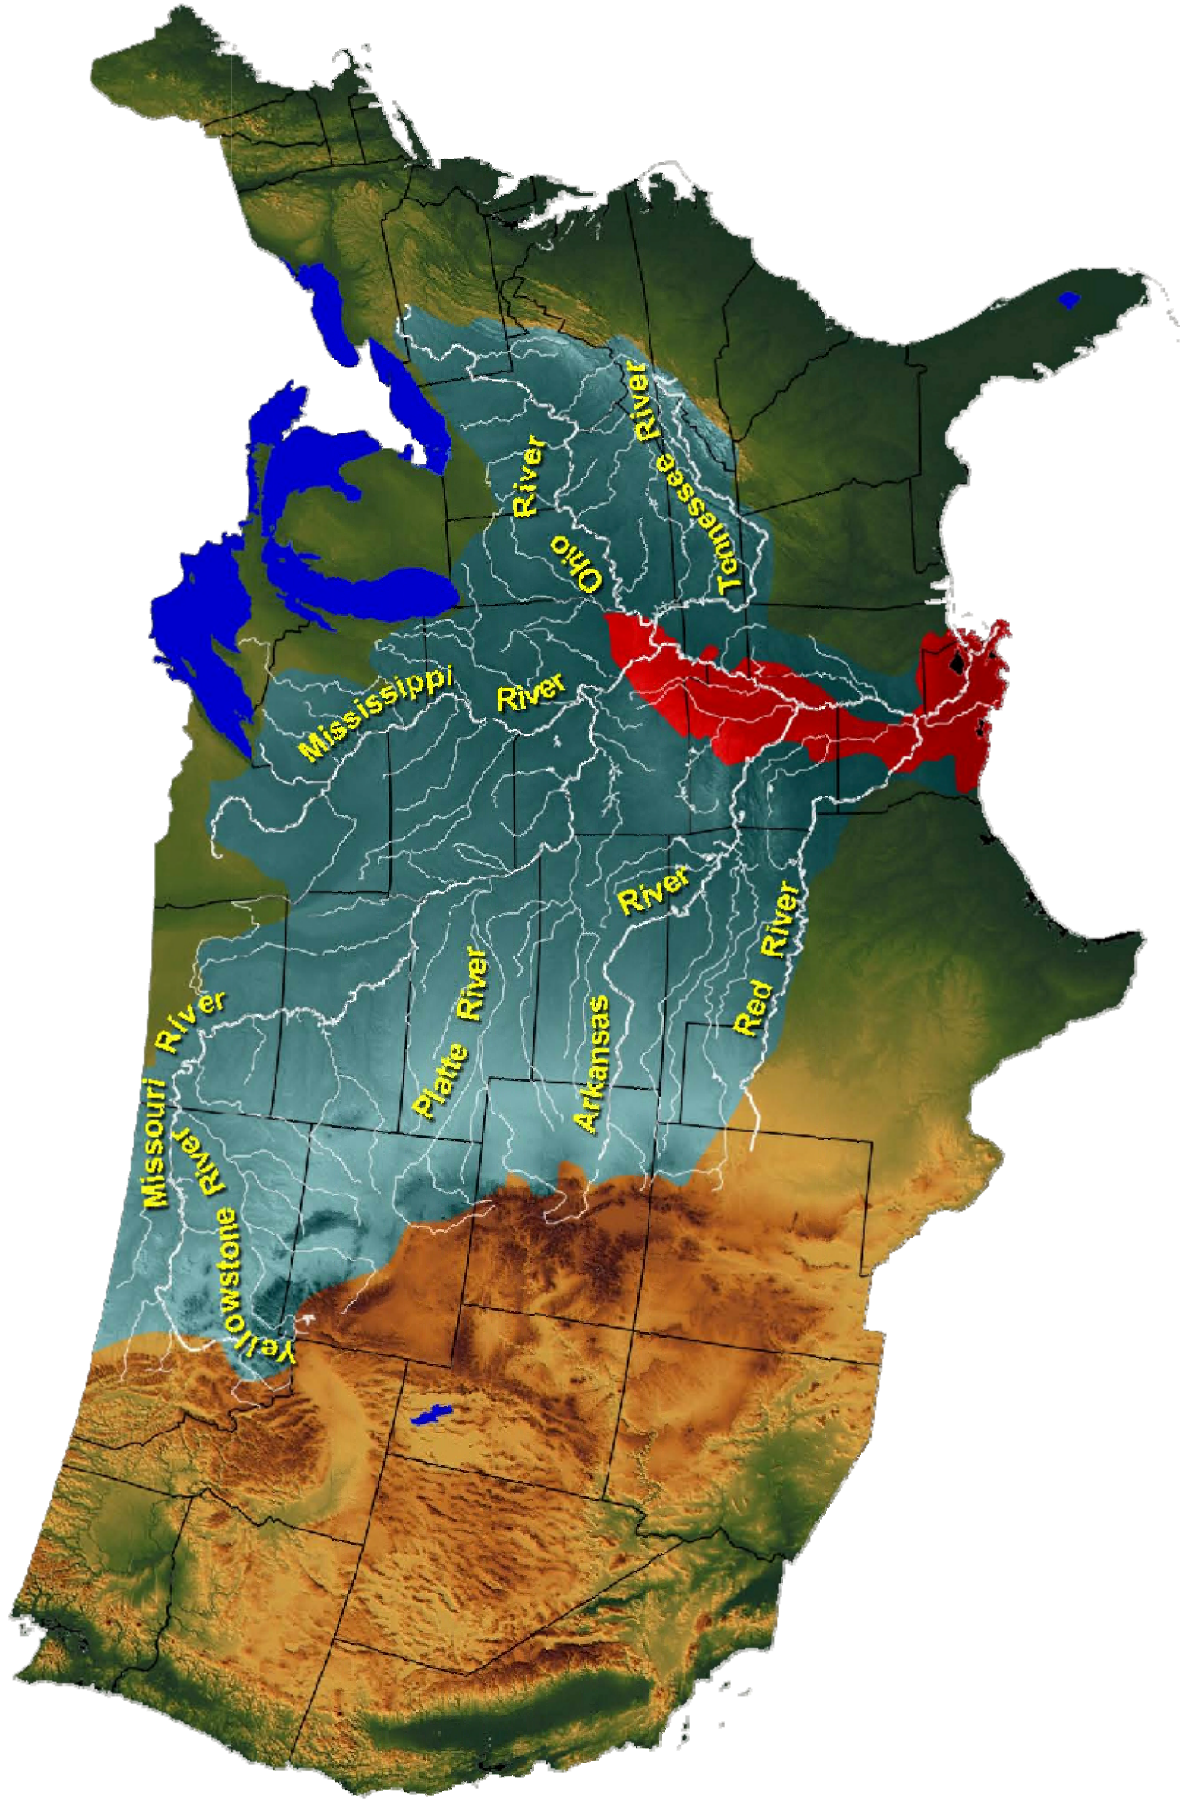 Tennessee River
Ohio River
Mississippi River
Arkansas River
Red River
Platte River
Missouri River
Yellowstone River